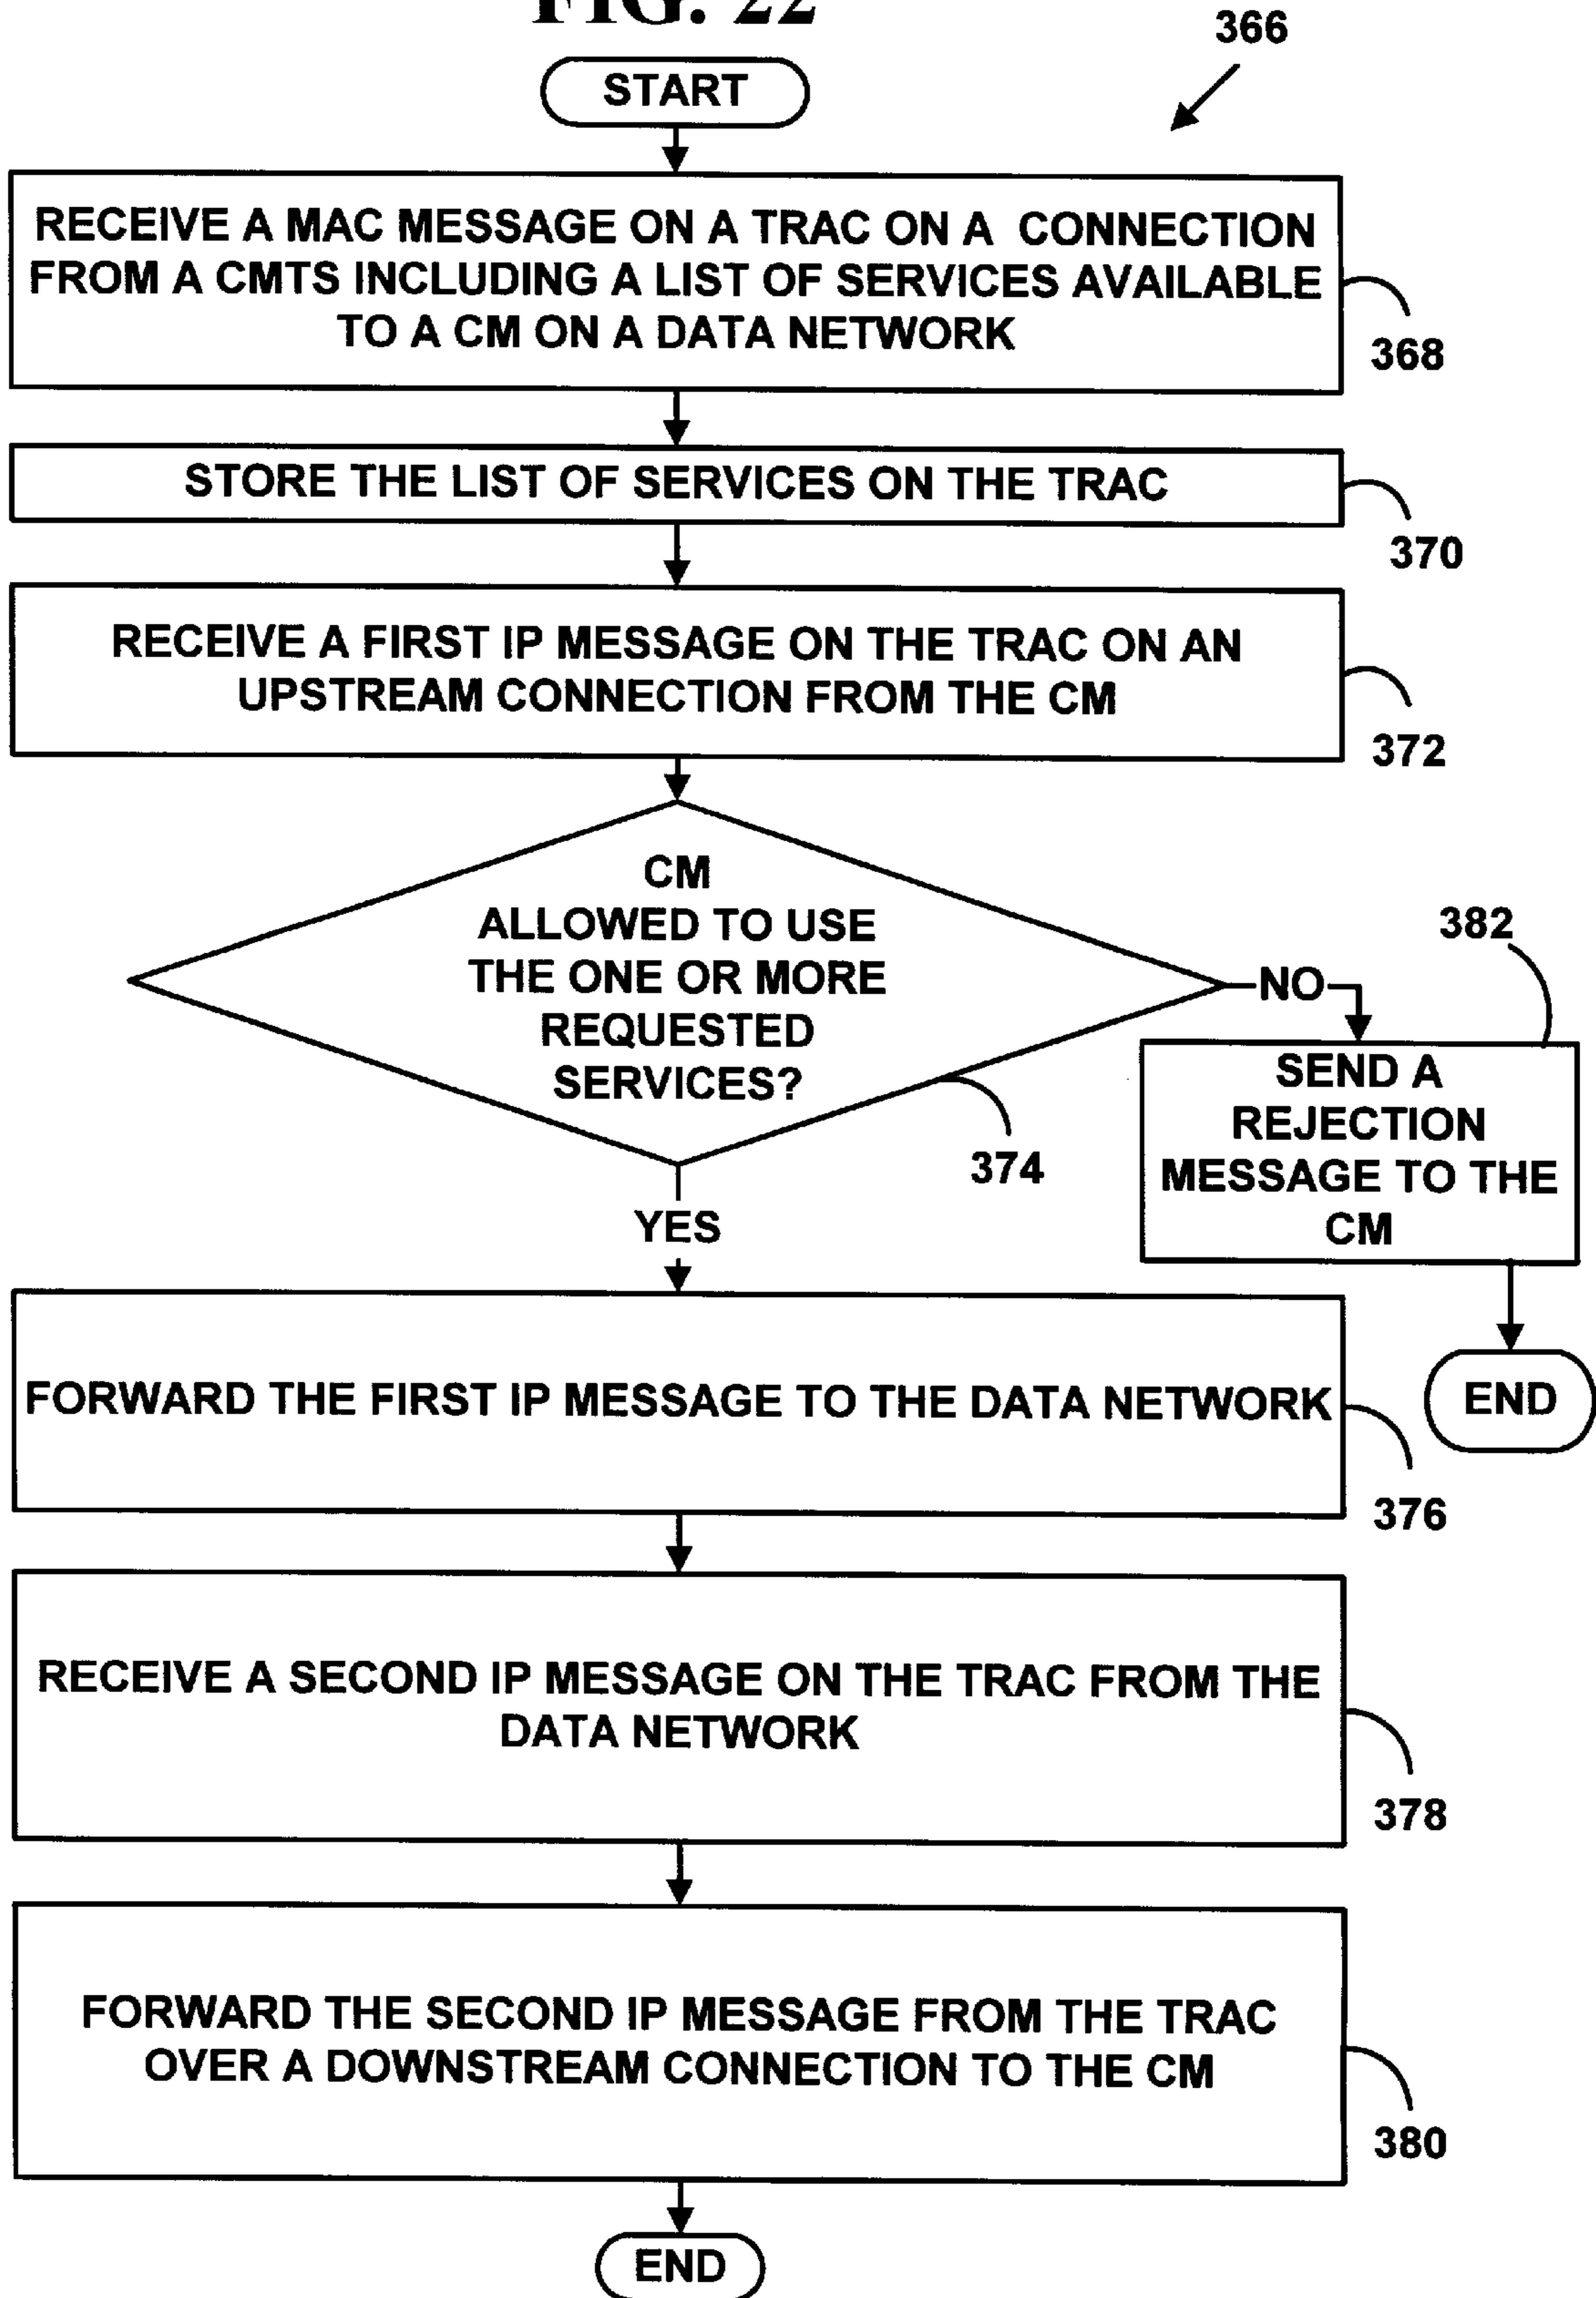 FIG. 22
366
START
RECEIVE A MAC MESSAGE ON A TRAC ON A CONNECTION
FROM A CMTS INCLUDING A LIST OF SERVICES AVAILABLE
TO A CM ON A DATA NETWORK
368
STORE THE LIST OF SERVICES ON THE TRAC
370
RECEIVE A FIRST IP MESSAGE ON THE TRAC ON AN
UPSTREAM CONNECTION FROM THE CM
372
CM
ALLOWED TO USE
THE ONE OR MORE
REQUESTED
SERVICES?
374
NO
382
SEND A
REJECTION
MESSAGE TO THE
CM
END
YES
FORWARD THE FIRST IP MESSAGE TO THE DATA NETWORK
376
RECEIVE A SECOND IP MESSAGE ON THE TRAC FROM THE
DATA NETWORK
378
FORWARD THE SECOND IP MESSAGE FROM THE TRAC
OVER A DOWNSTREAM CONNECTION TO THE CM
380
END